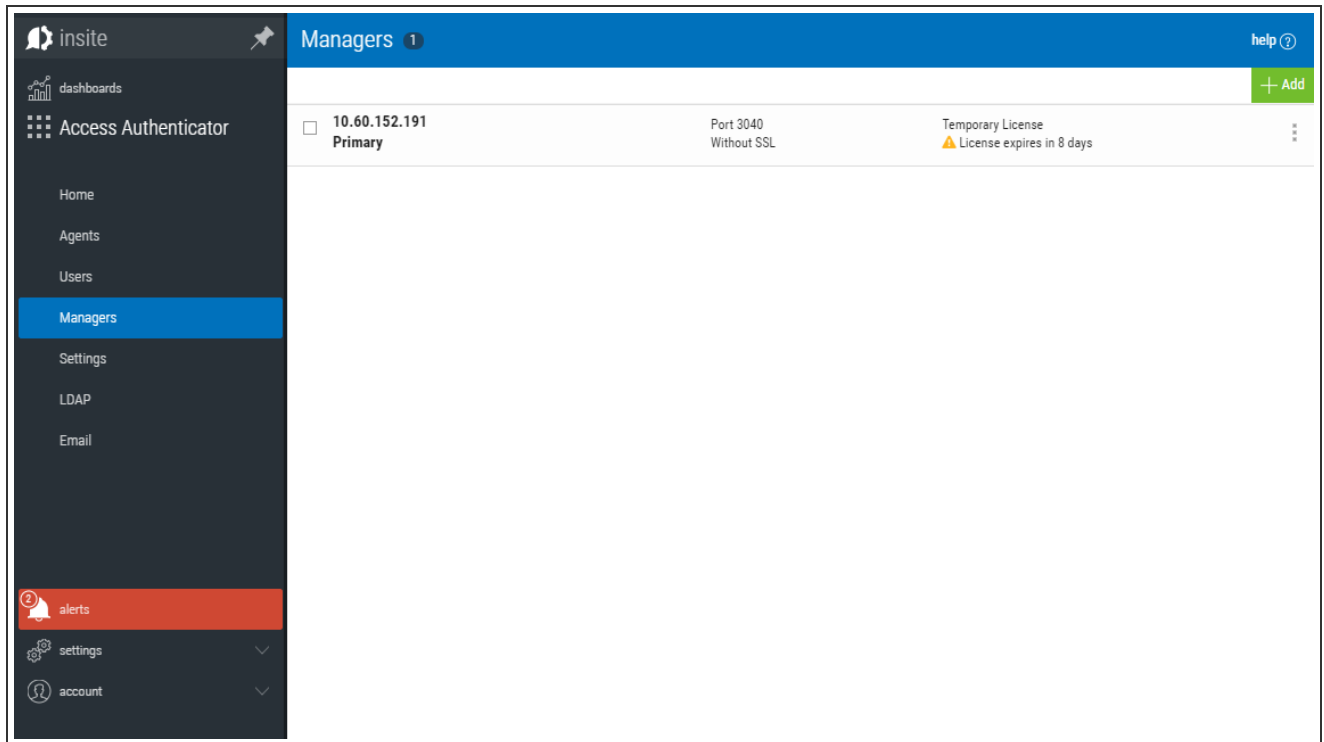 insite
dashboards
Access Authenticator
Home
Agents
Users
Managers
Settings
LDAP
Email
2
alerts
settings
account
Managers 1
help ?
+ Add
10.60.152.191
Primary
Port 3040
Without SSL
Temporary License
License expires in 8 days